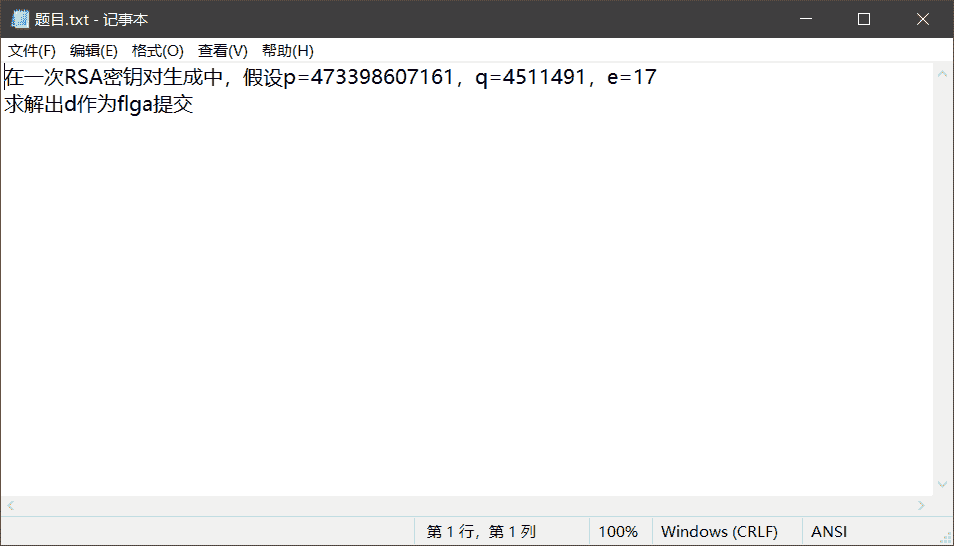 题目.txt - 记事本
文件(F) 编辑(E) 格式(O) 查看(V) 帮助(H)
在一次RSA密钥对生成中，假设p=473398607161，q=4511491，e=17
求解出d作为flga提交
第 1 行，第 1 列 100% Windows (CRLF) ANSI